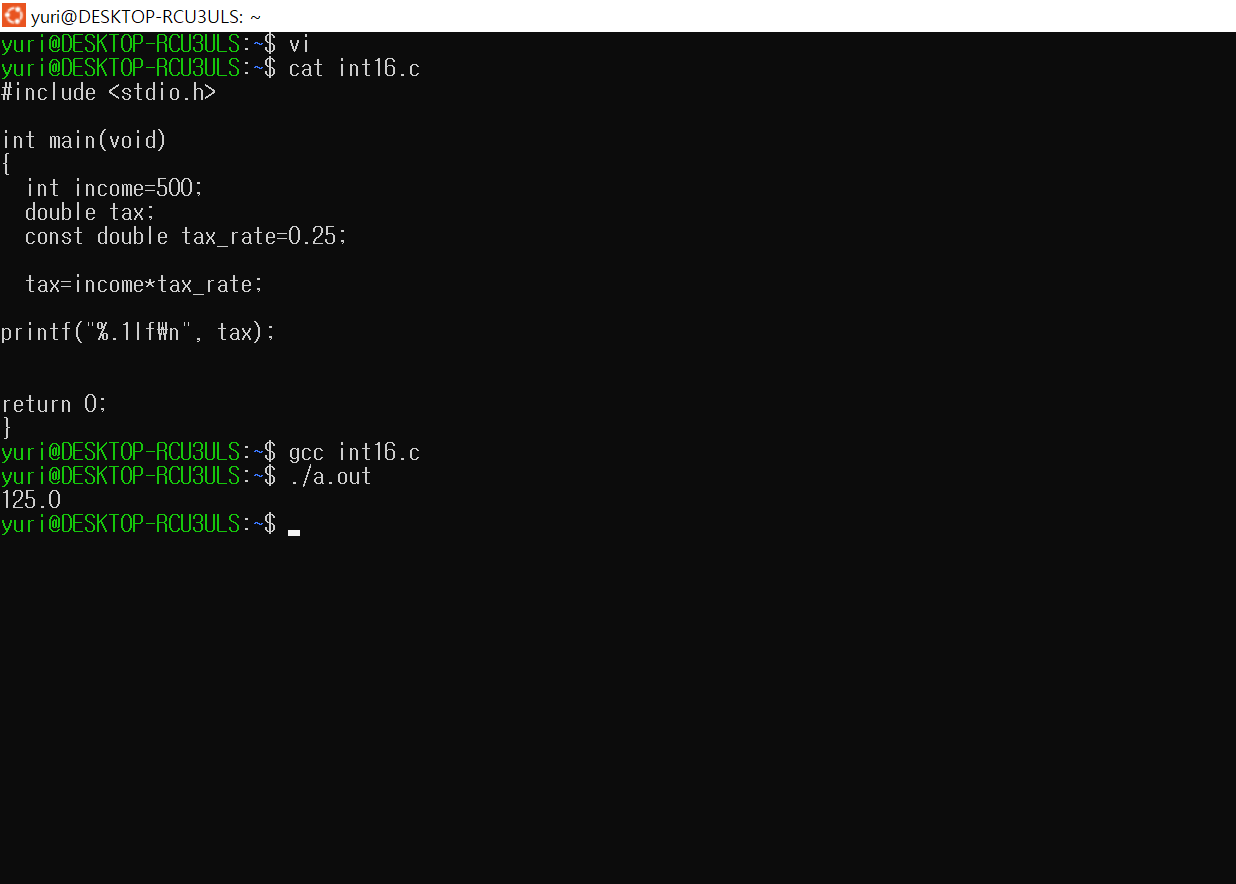 yuri@DESKTOP-RCU3ULS: ~
yuri@DESKTOP-RCU3ULS:~$ vi
yuri@DESKTOP-RCU3ULS:~$ cat int16.c
#include <stdio.h>
int main(void)
{
int income=500;
double tax;
const double tax_rate=0.25;
tax=income*tax_rate;
printf("%.1lf₩n", tax);
return 0;
}
yuri@DESKTOP-RCU3ULS:~$ gcc int16.c
yuri@DESKTOP-RCU3ULS:~$ ./a.out
125.0
yuri@DESKTOP-RCU3ULS:~$